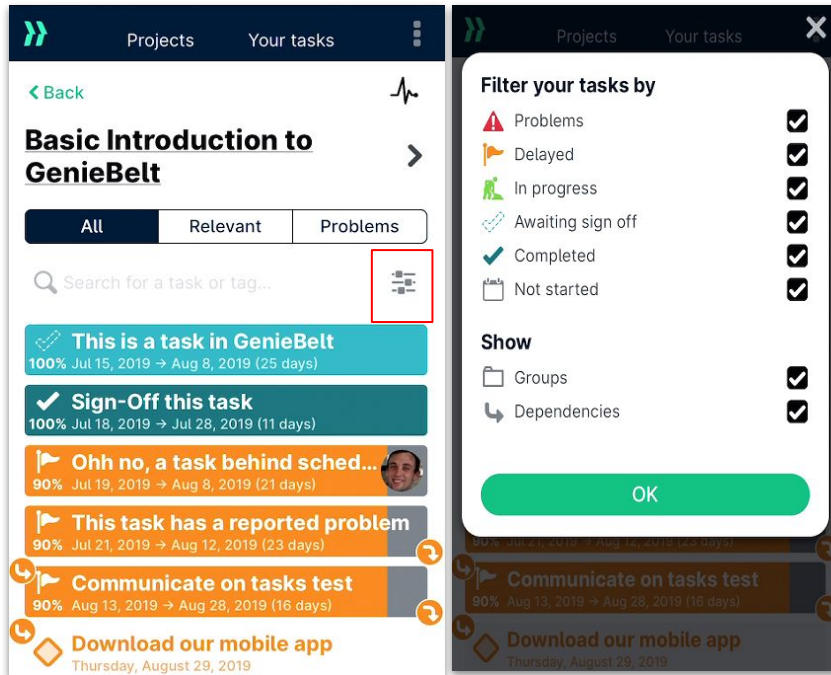 Projects
Your tasks
Back
Basic Introduction to
GenieBelt
All
Relevant
Problems
Search for a task or tag...
This is a task in GenieBelt
100% Jul 15, 2019 → Aug 8, 2019 (25 days)
Sign-Off this task
100% Jul 18, 2019 → Jul 28, 2019 (11 days)
Ohh no, a task behind sched...
90% Jul 19, 2019 → Aug 8, 2019 (21 days)
This task has a reported problem
90% Jul 21, 2019 → Aug 12, 2019 (23 days)
Communicate on tasks test
90% Aug 13, 2019 → Aug 28, 2019 (16 days)
Download our mobile app
Thursday, August 29, 2019
Projects
Your tasks
Filter your tasks by
Problems
Delayed
In progress
Awaiting sign off
Completed
Not started
Show
Groups
Dependencies
OK
90% Jul 21, 2019 → Aug 12, 2019 (23 days)
Communicate on tasks test
90% Aug 13, 2019 → Aug 28, 2019 (16 days)
Download our mobile app
Thursday, August 29, 2019